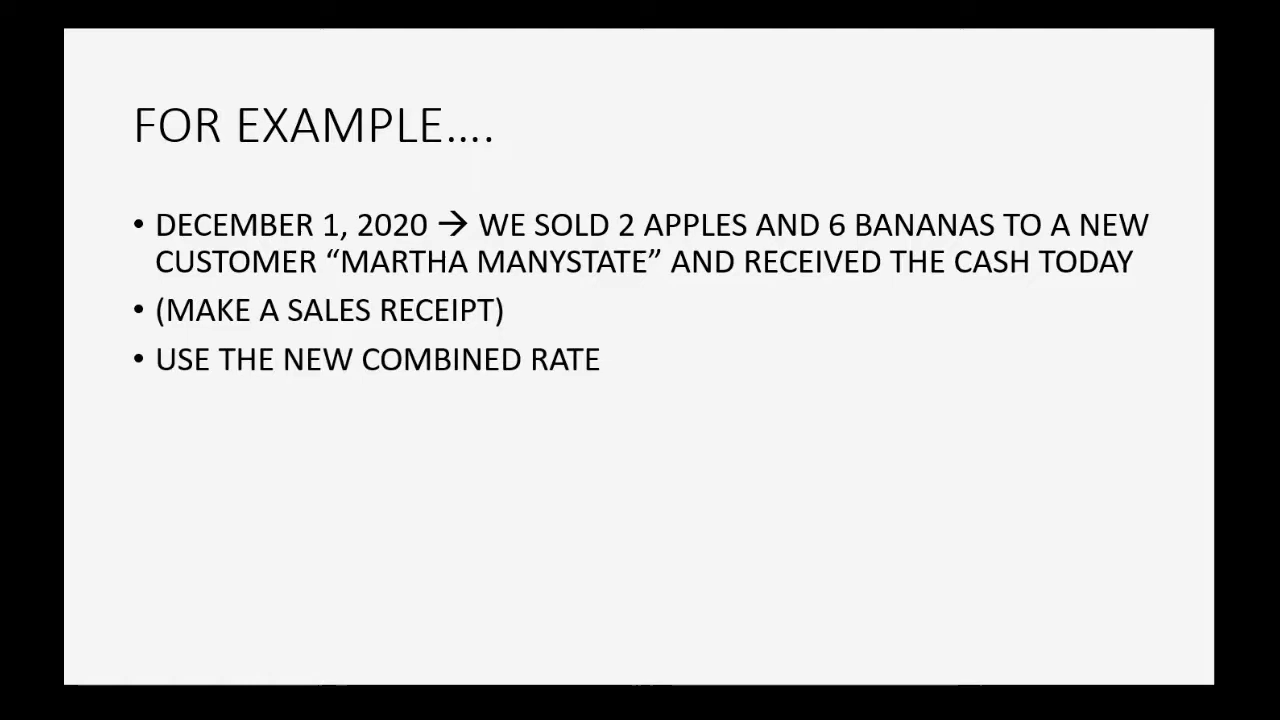 FOR EXAMPLE....
• DECEMBER 1, 2020 → WE SOLD 2 APPLES AND 6 BANANAS TO A NEW
CUSTOMER “MARTHA MANYSTATE” AND RECEIVED THE CASH TODAY
• (MAKE A SALES RECEIPT)
• USE THE NEW COMBINED RATE